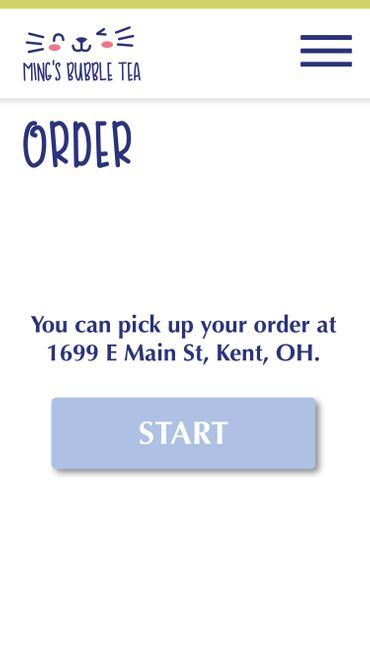 MING'S BUBBLE TEA
ORDER
You can pick up your order at
1699 E Main St, Kent, OH.
START